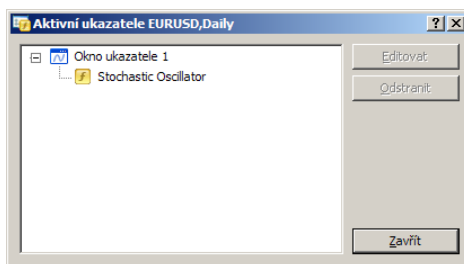 Aktivní ukazatele EURUSD,Daily
Okno ukazatele 1
Stochastic Oscillator
Editovat
Odstranit
Zavřít